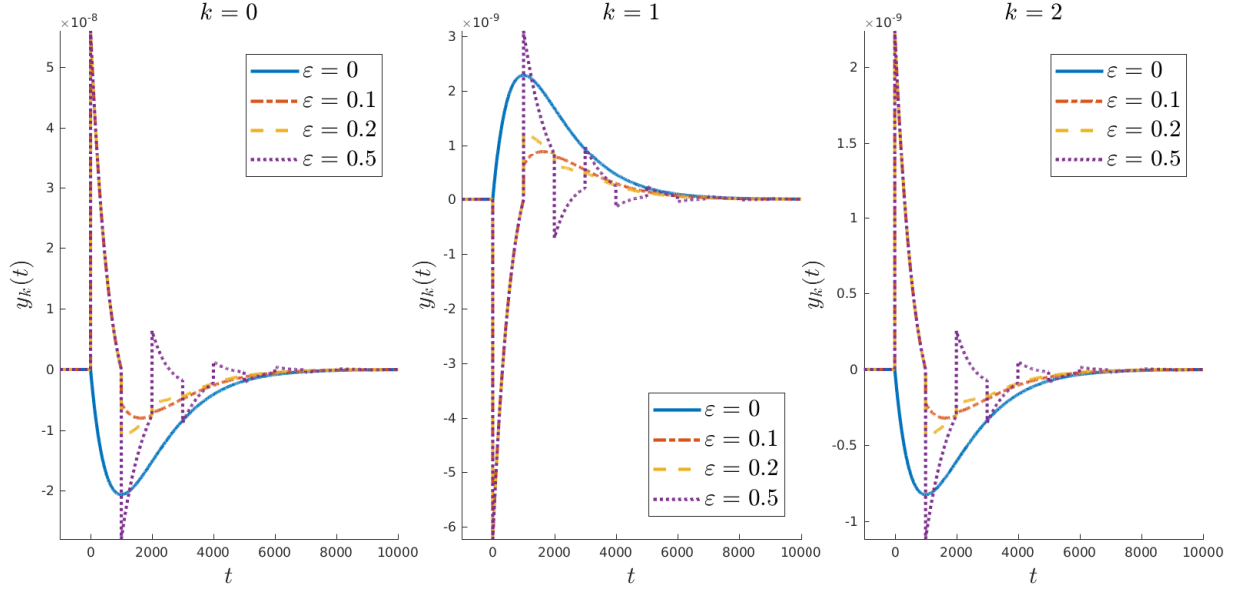 k = 0
×10⁻⁸
5
4
3
2
1
0
-1
-2
y_k(t)
0
2000
4000
6000
8000
10000
t
ε = 0
ε = 0.1
ε = 0.2
ε = 0.5
k = 1
×10⁻⁹
3
2
1
0
-1
-2
-3
-4
-5
-6
y_k(t)
0
2000
4000
6000
8000
10000
t
ε = 0
ε = 0.1
ε = 0.2
ε = 0.5
k = 2
×10⁻⁹
2
1.5
1
0.5
0
-0.5
-1
y_k(t)
0
2000
4000
6000
8000
10000
t
ε = 0
ε = 0.1
ε = 0.2
ε = 0.5